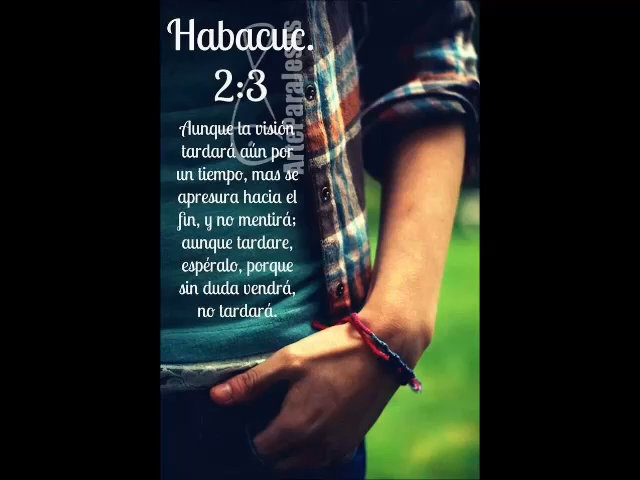 Habacuc.
2:3
Aunque la visión
tardará aún por
un tiempo, mas se
apresura hacia el
fin, y no mentirá;
aunque tardare,
espéralo, porque
sin duda vendrá,
no tardará.
ArteParaJesus